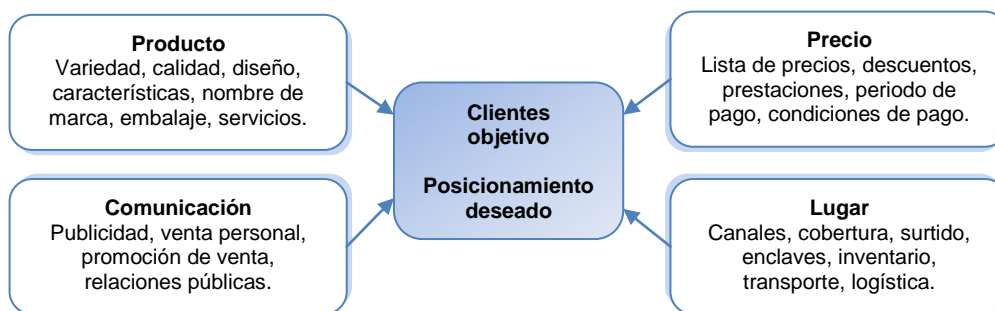 Producto
Variedad, calidad, diseño,
características, nombre de
marca, embalaje, servicios.
Precio
Lista de precios, descuentos,
prestaciones, periodo de
pago, condiciones de pago.
Clientes
objetivo
Posicionamiento
deseado
Comunicación
Publicidad, venta personal,
promoción de venta,
relaciones públicas.
Lugar
Canales, cobertura, surtido,
enclaves, inventario,
transporte, logística.